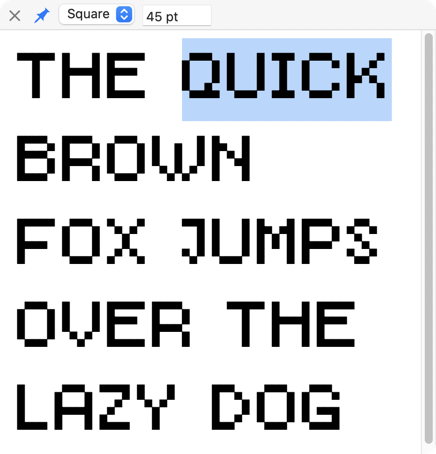 Square 45 pt
THE QUICK
BROWN
FOX JUMPS
OVER THE
LAZY DOG